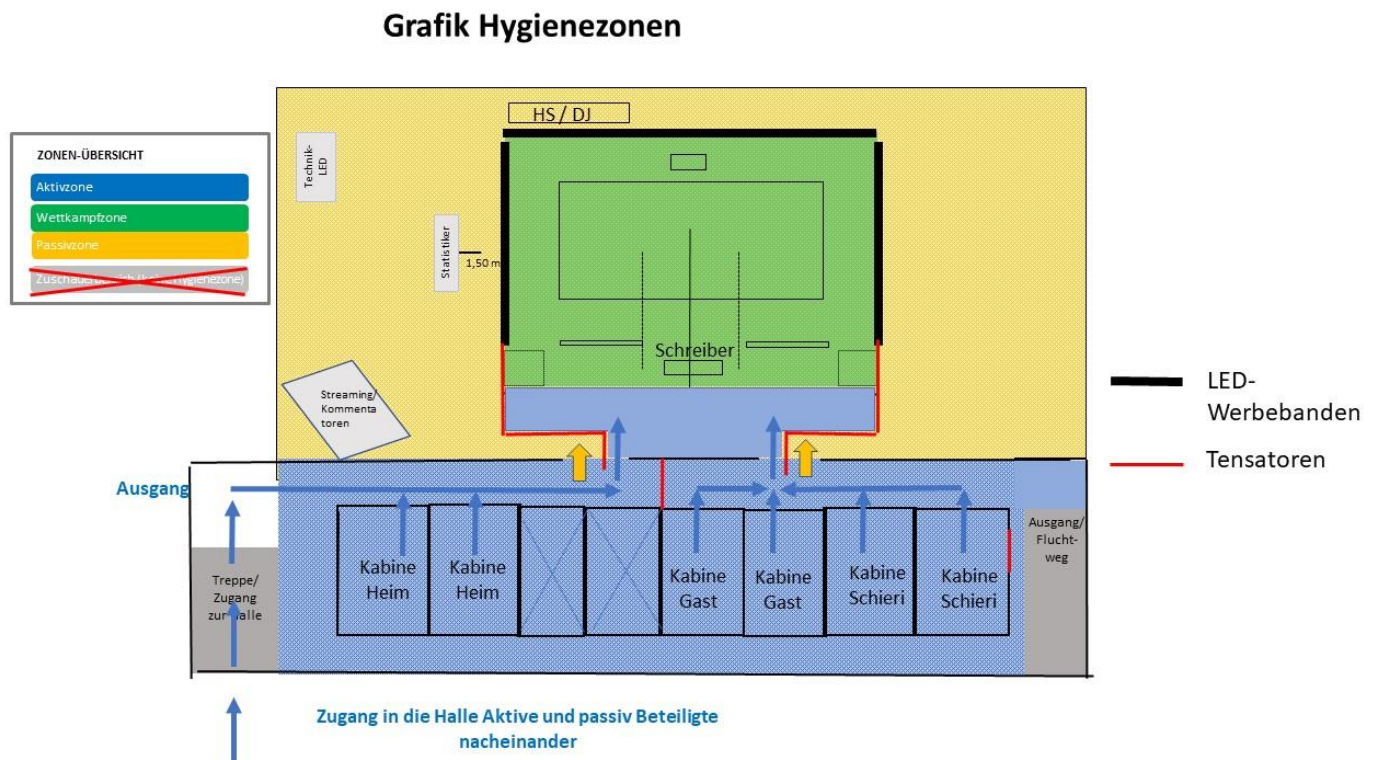 Grafik Hygienezonen
HS / DJ
ZONEN-ÜBERSICHT
Aktivzone
Wettkampfzone
Passivzone
Technik-
LED
Statistiker
1,50 m
Schreiber
Streaming/
Kommenta
toren
LED-
Werbebanden
Tensatoren
Ausgang
Treppe/
Zugang
zur Halle
Kabine
Heim
Kabine
Heim
Kabine
Gast
Kabine
Gast
Kabine
Schieri
Kabine
Schieri
Ausgang/
Flucht-
weg
Zugang in die Halle Aktive und passiv Beteiligte
nacheinander